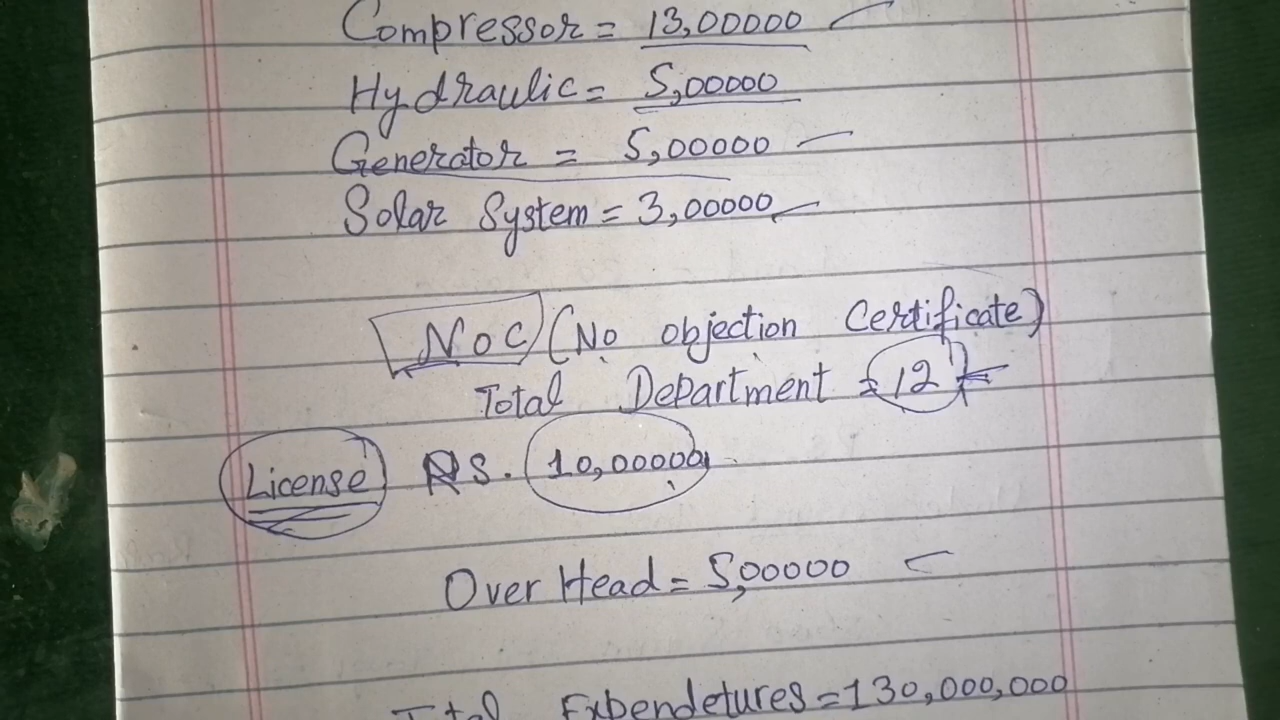 Compressor = 13,00000
Hydraulic = 5,00000
Generator = 5,00000
Solar System = 3,00000
NOC (No objection Certificate)
Total Department = 12
License RS. 10,00000
Over Head = 5,00000
Total Expendetures = 130,000,000